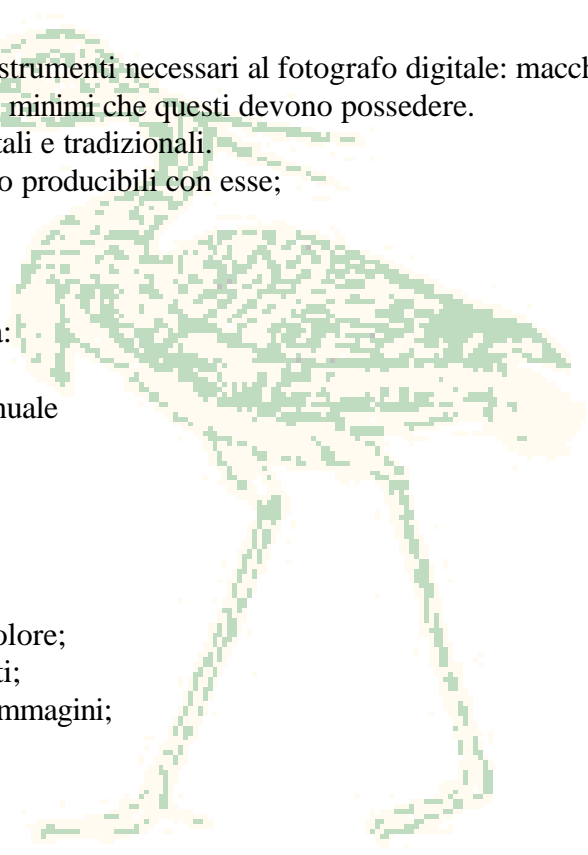 strumenti necessari al fotografo digitale: macch
minimi che questi devono possedere.
tali e tradizionali.
o producibili con esse;
a:
nuale
olore;
ti;
mmagini;